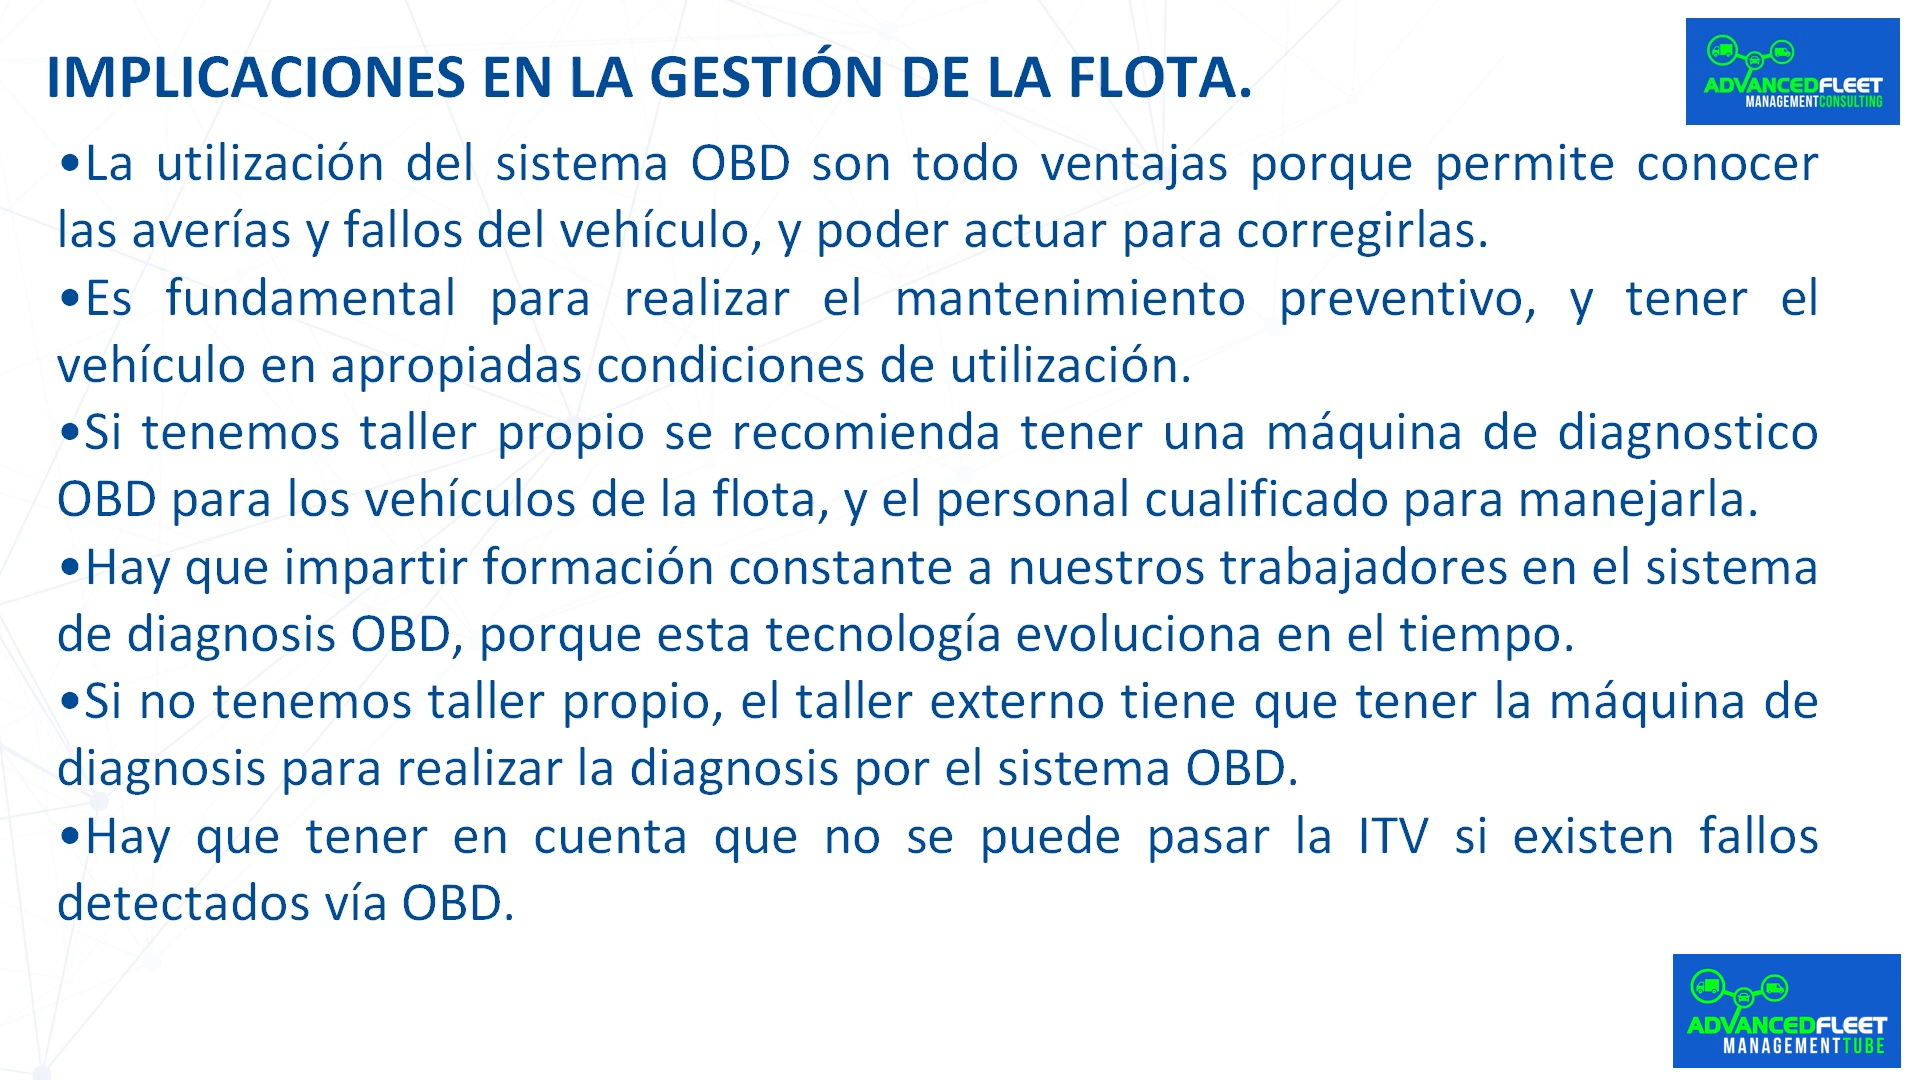 IMPLICACIONES EN LA GESTIÓN DE LA FLOTA.
ADVANCEDFLEET
MANAGEMENTCONSULTING
•La utilización del sistema OBD son todo ventajas porque permite conocer
las averías y fallos del vehículo, y poder actuar para corregirlas.
•Es fundamental para realizar el mantenimiento preventivo, y tener el
vehículo en apropiadas condiciones de utilización.
•Si tenemos taller propio se recomienda tener una máquina de diagnostico
OBD para los vehículos de la flota, y el personal cualificado para manejarla.
•Hay que impartir formación constante a nuestros trabajadores en el sistema
de diagnosis OBD, porque esta tecnología evoluciona en el tiempo.
•Si no tenemos taller propio, el taller externo tiene que tener la máquina de
diagnosis para realizar la diagnosis por el sistema OBD.
•Hay que tener en cuenta que no se puede pasar la ITV si existen fallos
detectados vía OBD.
ADVANCEDFLEET
MANAGEMENTTUBE